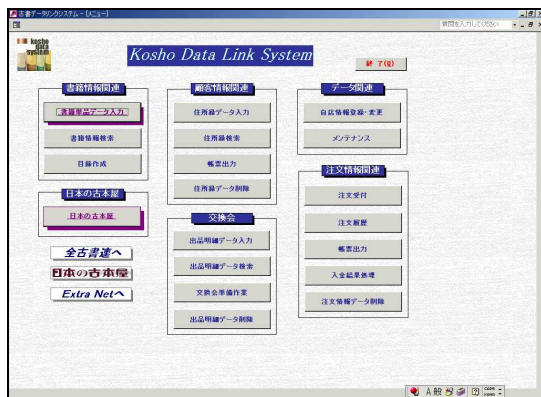 古書データリンクシステム - [メニュー]
質問を入力してください
kosho
data
system
Kosho Data Link System
終 了(Q)
書籍情報関連
書籍単品データ入力
書籍情報検索
目録作成
日本の古本屋
日本の古本屋
全古書連へ
日本の古本屋
Extra Netへ
顧客情報関連
住所録データ入力
住所録検索
帳票出力
住所録データ削除
交換会
出品明細データ入力
出品明細データ検索
交換会準備作業
出品明細データ削除
データ関連
自店情報登録・変更
メンテナンス
注文情報関連
注文受付
注文履歴
帳票出力
入金結果処理
注文情報データ削除
A 般
CAPS
KANA